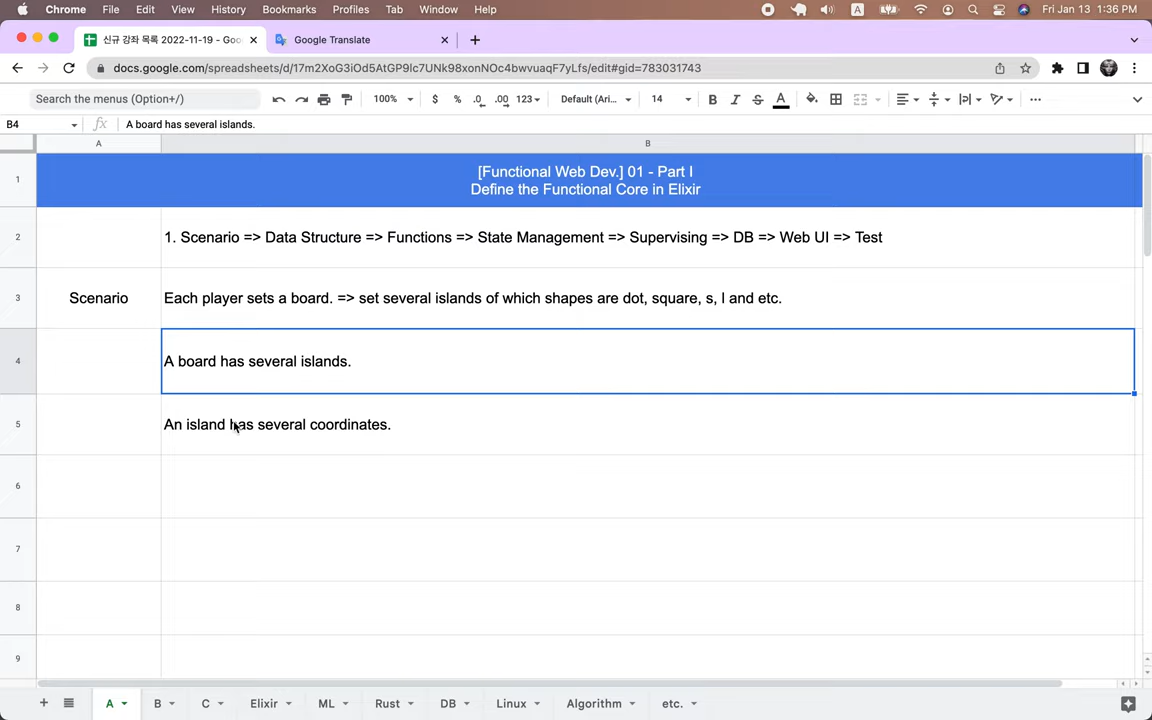 Chrome File Edit View History Bookmarks Profiles Tab Window Help A Fri Jan 13 1:36 PM
신규 강좌 목록 2022-11-19 - Goo Google Translate
docs.google.com/spreadsheets/d/17m2XoG3iOd5AtGP9lc7UNk98xonNOc4bwvuaqF7yLfs/edit#gid=783031743
Search the menus (Option+/) 100% $ % .0 .00 123 Default (Ari... 14 B I S A
B4 fx A board has several islands.
A B
1 [Functional Web Dev.] 01 - Part I
Define the Functional Core in Elixir
2 1. Scenario => Data Structure => Functions => State Management => Supervising => DB => Web UI => Test
3 Scenario Each player sets a board. => set several islands of which shapes are dot, square, s, l and etc.
4 A board has several islands.
5 An island has several coordinates.
6
7
8
9
A B C Elixir ML Rust DB Linux Algorithm etc.